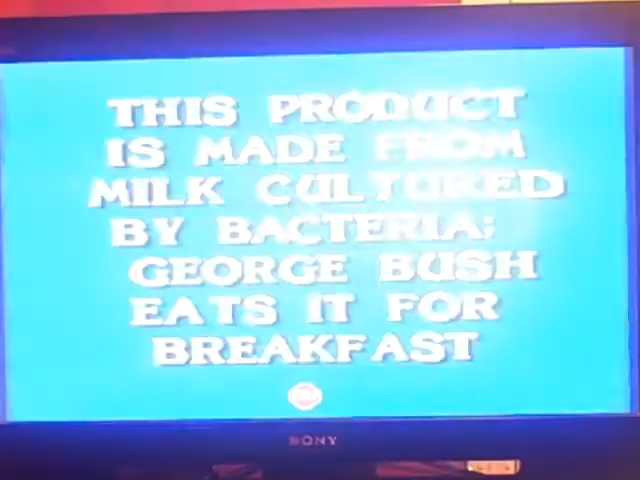 THIS PRODUCT
IS MADE FROM
MILK CULTURED
BY BACTERIA;
GEORGE BUSH
EATS IT FOR
BREAKFAST
SONY